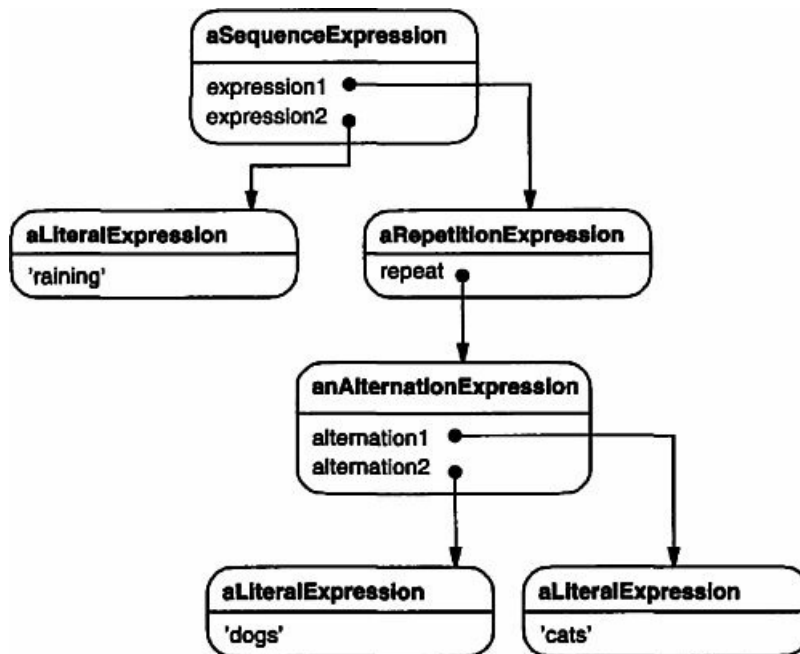 aSequenceExpression
expression1
expression2
aLiteralExpression
'raining'
aRepetitionExpression
repeat
anAlternationExpression
alternation1
alternation2
aLiteralExpression
'dogs'
aLiteralExpression
'cats'